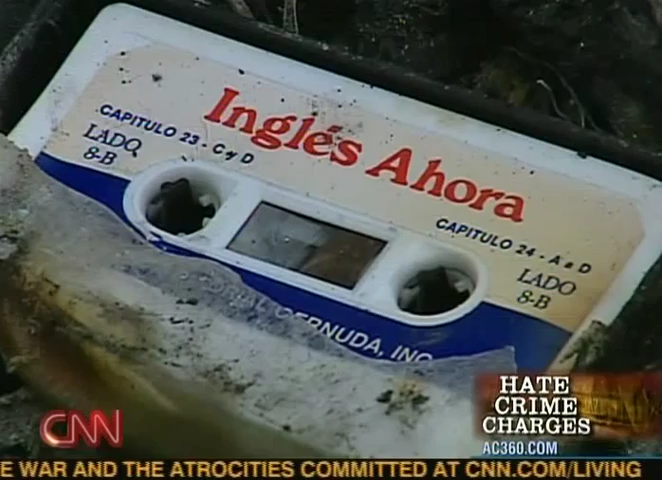 Inglés Ahora
CAPITULO 23 - C y D
LADO
8-B
CAPITULO 24 - A a D
LADO
8-B
BERNUDA, INC
HATE
CRIME
CHARGES
AC360.COM
CNN
E WAR AND THE ATROCITIES COMMITTED AT CNN.COM/LIVING